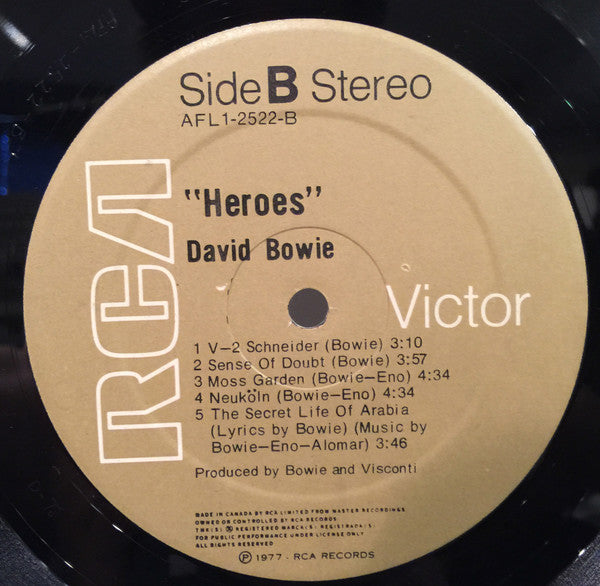 Side B Stereo
AFL1-2522-B
"Heroes"
David Bowie
RCA
Victor
1 V–2 Schneider (Bowie) 3:10
2 Sense Of Doubt (Bowie) 3:57
3 Moss Garden (Bowie–Eno) 4:34
4 Neuköln (Bowie–Eno) 4:34
5 The Secret Life Of Arabia
(Lyrics by Bowie) (Music by
Bowie–Eno–Alomar) 3:46
Produced by Bowie and Visconti
MADE IN CANADA BY RCA LIMITED FROM MASTER RECORDINGS
OWNED OR CONTROLLED BY RCA RECORDS
TMK(S) ® REGISTERED MARCA(S) REGISTRADA(S)
FOR PUBLIC PERFORMANCE UNDER LICENSE ONLY
ALL RIGHTS RESERVED
℗ 1977 - RCA RECORDS